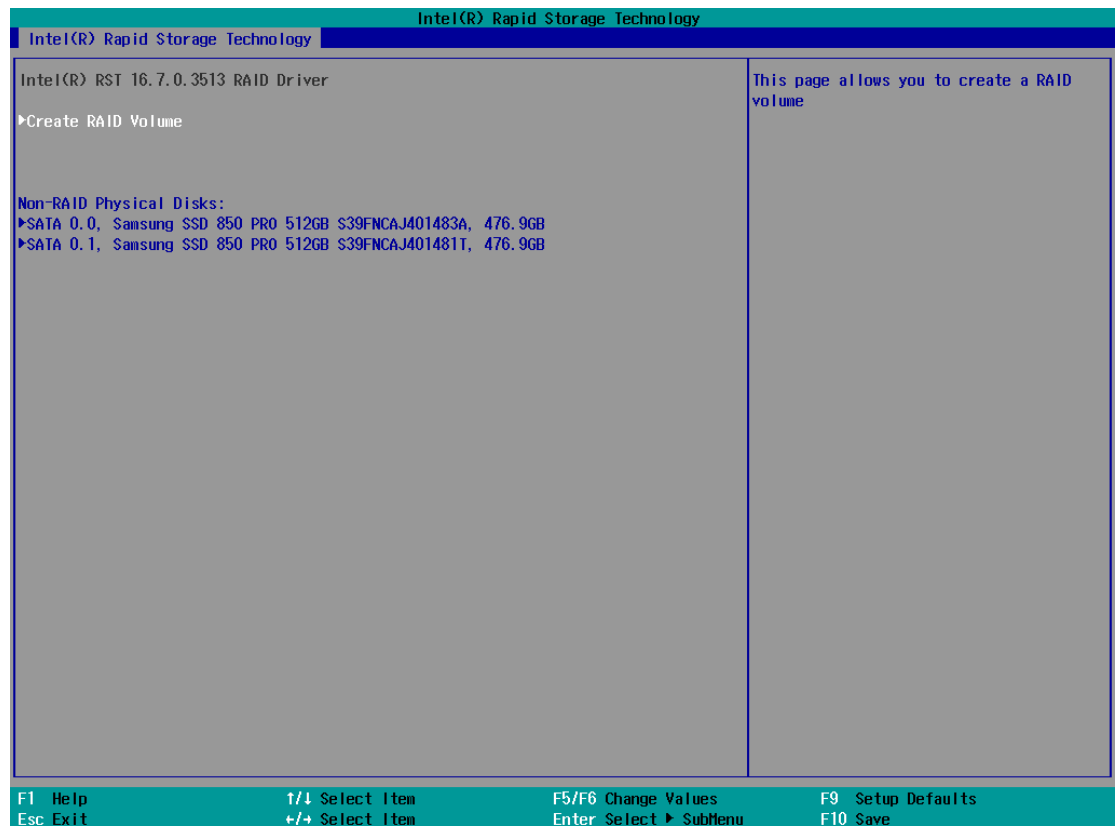 Intel(R) Rapid Storage Technology
Intel(R) Rapid Storage Technology
Intel(R) RST 16.7.0.3513 RAID Driver
▶Create RAID Volume
Non-RAID Physical Disks:
▶SATA 0.0, Samsung SSD 850 PRO 512GB S39FNCAJ401483A, 476.9GB
▶SATA 0.1, Samsung SSD 850 PRO 512GB S39FNCAJ401481T, 476.9GB
This page allows you to create a RAID
volume
F1 Help ↑/↓ Select Item F5/F6 Change Values F9 Setup Defaults
Esc Exit ←/→ Select Item Enter Select ▶ SubMenu F10 Save